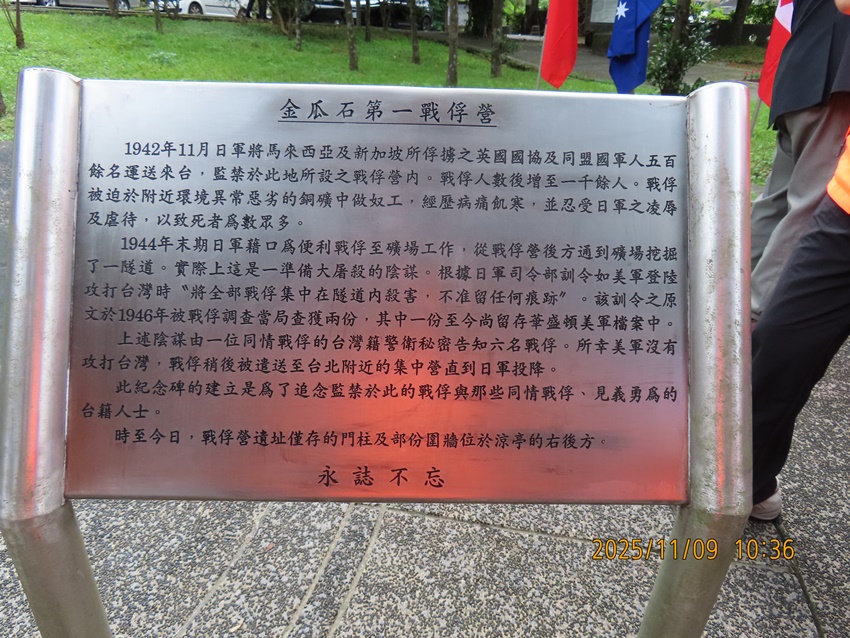 金瓜石第一戰俘營
1942年11月日軍將馬來西亞及新加坡所俘擄之英國國協及同盟國軍人五百
餘名運送來台，監禁於此地所設之戰俘營內。戰俘人數後增至一千餘人。戰俘
被迫於附近環境異常惡劣的銅礦中做奴工，經歷病痛飢寒，並忍受日軍之凌辱
及虐待，以致死者為數眾多。
1944年末期日軍藉口為便利戰俘至礦場工作，從戰俘營後方通到礦場挖掘
了一隧道。實際上這是一準備大屠殺的陰謀。根據日軍司令部訓令如美軍登陸
攻打台灣時〝將全部戰俘集中在隧道內殺害，不准留任何痕跡〞。該訓令之原
文於1946年被戰俘調查當局查獲兩份，其中一份至今尚留存華盛頓美軍檔案中。
上述陰謀由一位同情戰俘的台灣籍警衛秘密告知六名戰俘。所幸美軍沒有
攻打台灣，戰俘稍後被遣送至台北附近的集中營直到日軍投降。
此紀念碑的建立是為了追念監禁於此的戰俘與那些同情戰俘、見義勇為的
台籍人士。
時至今日，戰俘營遺址僅存的門柱及部份圍牆位於涼亭的右後方。
永誌不忘
2025/11/09 10:36